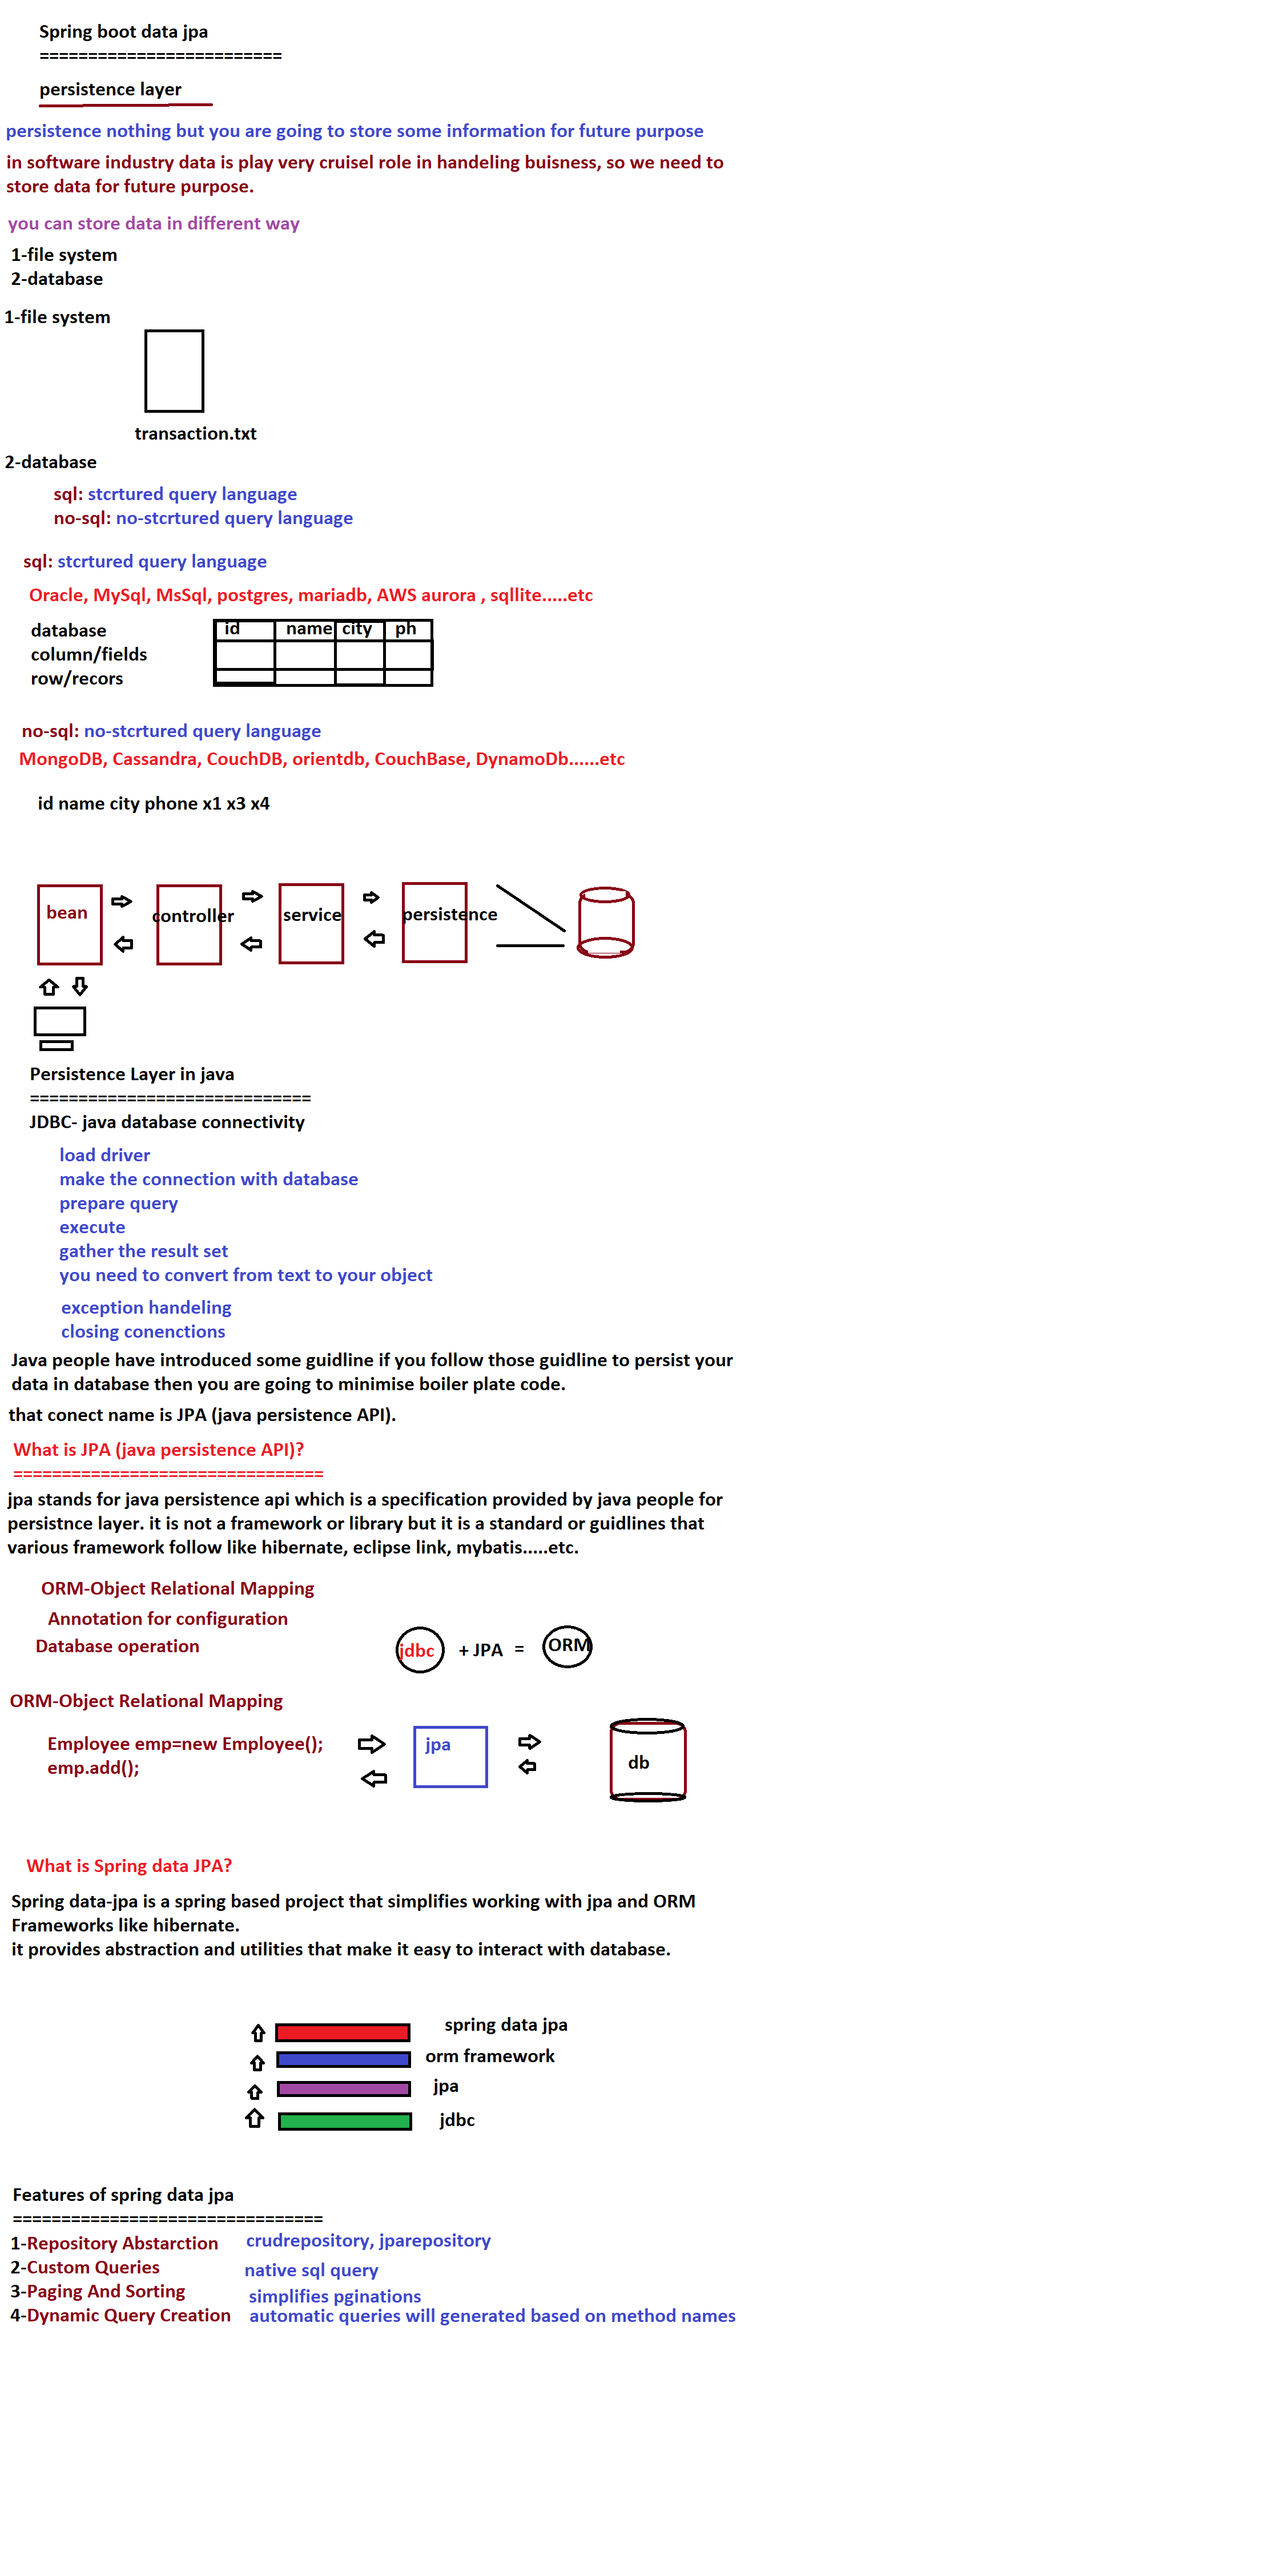 Spring boot data jpa
=========================
persistence layer
persistence nothing but you are going to store some information for future purpose
in software industry data is play very cruisel role in handeling buisness, so we need to
store data for future purpose.
you can store data in different way
1-file system
2-database
1-file system
transaction.txt
2-database
sql: stcrtured query language
no-sql: no-stcrtured query language
sql: stcrtured query language
Oracle, MySql, MsSql, postgres, mariadb, AWS aurora , sqllite.....etc
database
column/fields
row/recors
id name city ph
no-sql: no-stcrtured query language
MongoDB, Cassandra, CouchDB, orientdb, CouchBase, DynamoDb......etc
id name city phone x1 x3 x4
bean controller service persistence
Persistence Layer in java
=============================
JDBC- java database connectivity
load driver
make the connection with database
prepare query
execute
gather the result set
you need to convert from text to your object
exception handeling
closing conenctions
Java people have introduced some guidline if you follow those guidline to persist your
data in database then you are going to minimise boiler plate code.
that conect name is JPA (java persistence API).
What is JPA (java persistence API)?
================================
jpa stands for java persistence api which is a specification provided by java people for
persistnce layer. it is not a framework or library but it is a standard or guidlines that
various framework follow like hibernate, eclipse link, mybatis.....etc.
ORM-Object Relational Mapping
Annotation for configuration
Database operation
jdbc + JPA = ORM
ORM-Object Relational Mapping
Employee emp=new Employee();
emp.add();
jpa
db
What is Spring data JPA?
Spring data-jpa is a spring based project that simplifies working with jpa and ORM
Frameworks like hibernate.
it provides abstraction and utilities that make it easy to interact with database.
spring data jpa
orm framework
jpa
jdbc
Features of spring data jpa
================================
1-Repository Abstarction crudrepository, jparepository
2-Custom Queries native sql query
3-Paging And Sorting simplifies pginations
4-Dynamic Query Creation automatic queries will generated based on method names